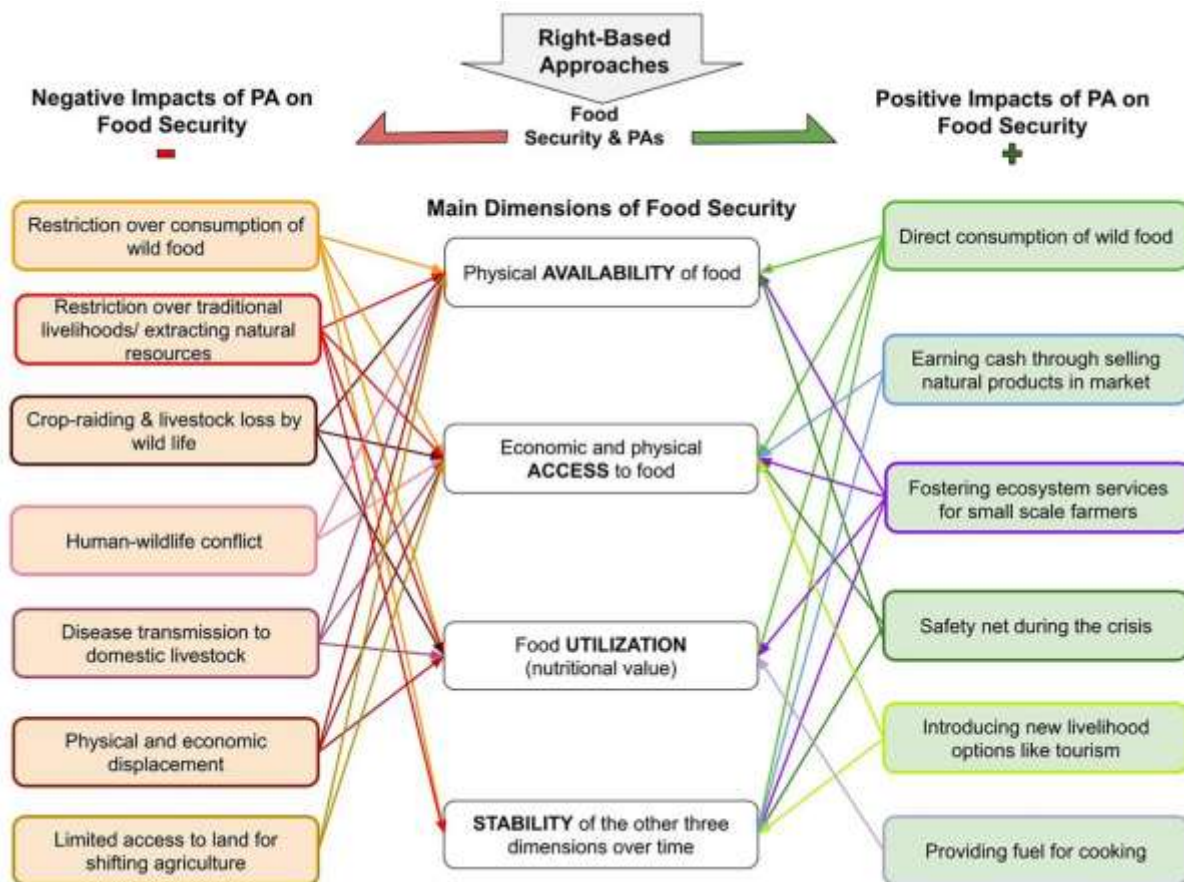 Right-Based
Approaches
Negative Impacts of PA on
Food Security
-
Food
Security & PAs
Positive Impacts of PA on
Food Security
+
Main Dimensions of Food Security
Restriction over consumption of
wild food
Restriction over traditional
livelihoods/ extracting natural
resources
Crop-raiding & livestock loss by
wild life
Human-wildlife conflict
Disease transmission to
domestic livestock
Physical and economic
displacement
Limited access to land for
shifting agriculture
Physical AVAILABILITY of food
Economic and physical
ACCESS to food
Food UTILIZATION
(nutritional value)
STABILITY of the other three
dimensions over time
Direct consumption of wild food
Earning cash through selling
natural products in market
Fostering ecosystem services
for small scale farmers
Safety net during the crisis
Introducing new livelihood
options like tourism
Providing fuel for cooking